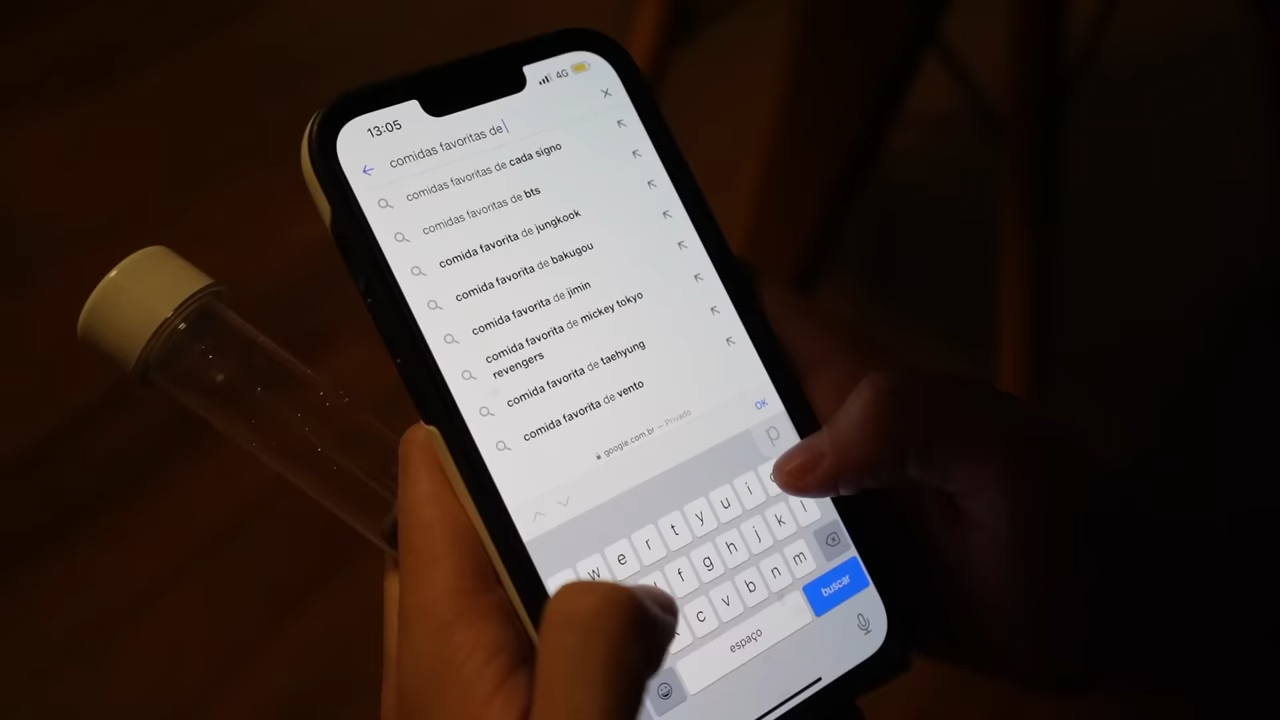 13:05 4G
comidas favoritas de
comidas favoritas de cada signo
comidas favoritas de bts
comida favorita de jungkook
comida favorita de bakugou
comida favorita de jimin
comida favorita de mickey tokyo
revengers
comida favorita de taehyung
comida favorita de vento
google.com.br — Privado
OK
p
w e r t y u i
f g h j k l
c v b n m
espaço buscar